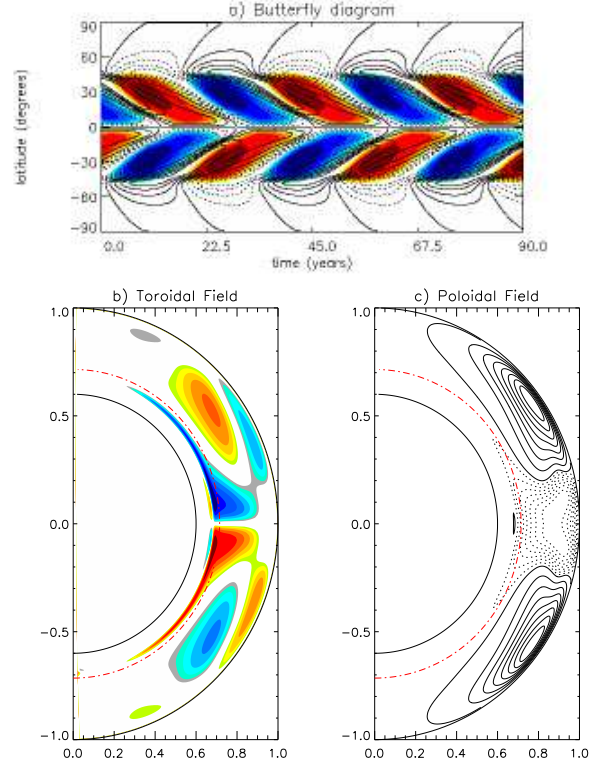 a) Butterfly diagram
90
60
30
0
−30
−60
−90
latitude (degrees)
0.0 22.5 45.0 67.5 90.0
time (years)
b) Toroidal Field
1.0
0.5
0.0
−0.5
−1.0
0.0 0.2 0.4 0.6 0.8 1.0
c) Poloidal Field
1.0
0.5
0.0
−0.5
−1.0
0.0 0.2 0.4 0.6 0.8 1.0